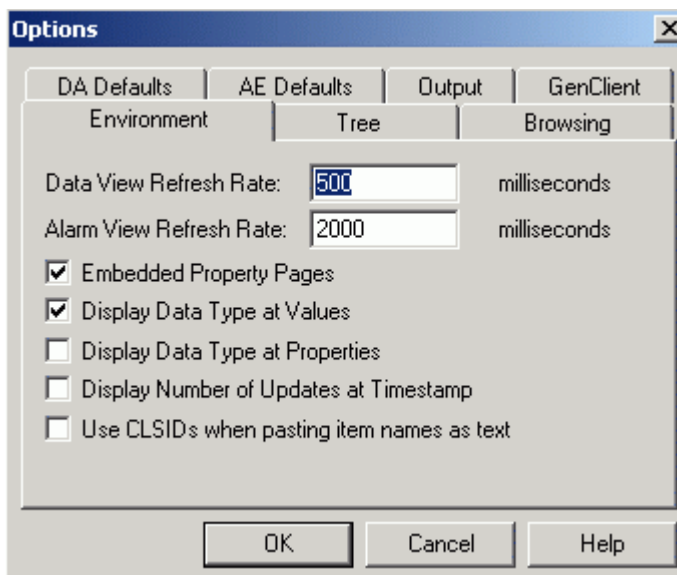 Options
DA Defaults AE Defaults Output GenClient
Environment Tree Browsing
Data View Refresh Rate: 500 milliseconds
Alarm View Refresh Rate: 2000 milliseconds
Embedded Property Pages
Display Data Type at Values
Display Data Type at Properties
Display Number of Updates at Timestamp
Use CLSIDs when pasting item names as text
OK Cancel Help